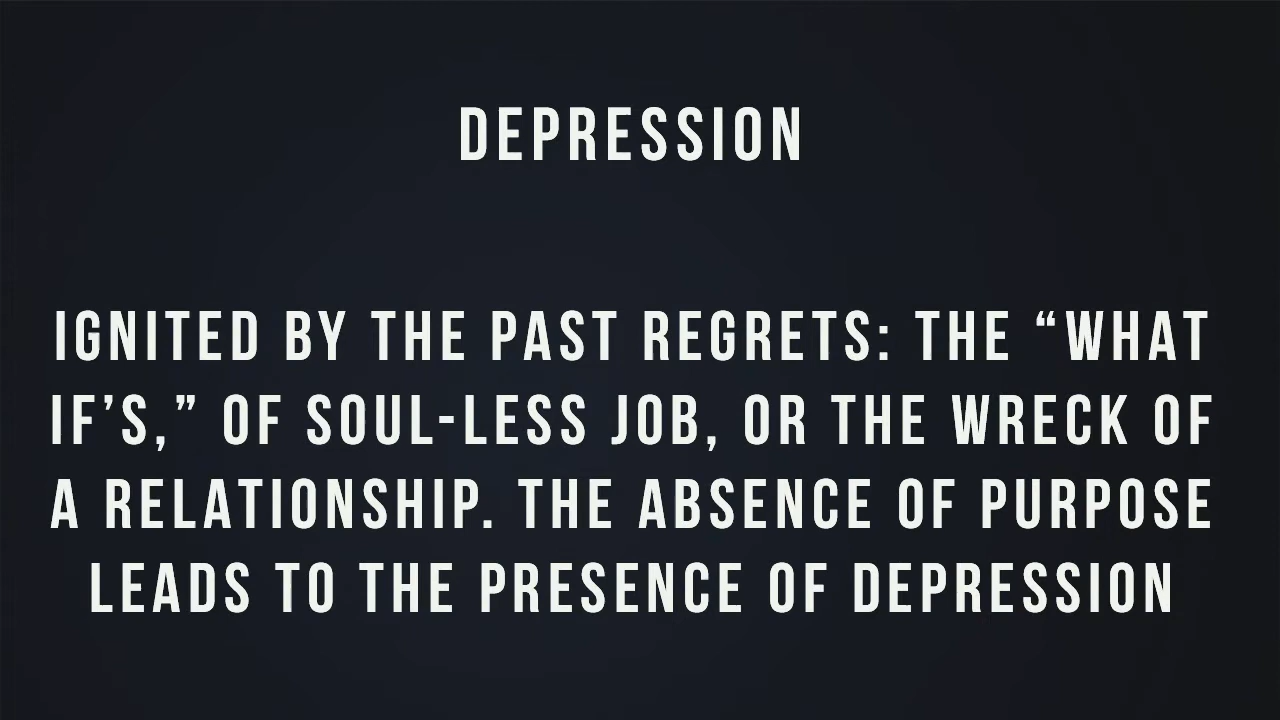 DEPRESSION
IGNITED BY THE PAST REGRETS: THE “WHAT
IF’S,” OF SOUL-LESS JOB, OR THE WRECK OF
A RELATIONSHIP. THE ABSENCE OF PURPOSE
LEADS TO THE PRESENCE OF DEPRESSION